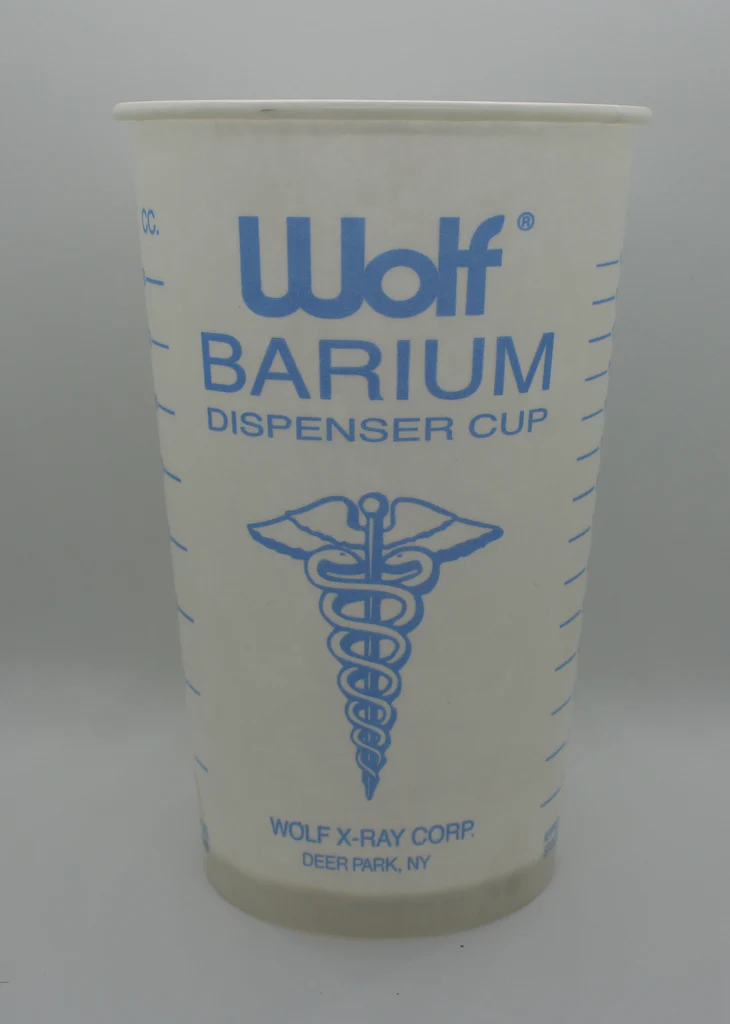 cc.
Wolf®
BARIUM
DISPENSER CUP
WOLF X-RAY CORP.
DEER PARK, NY